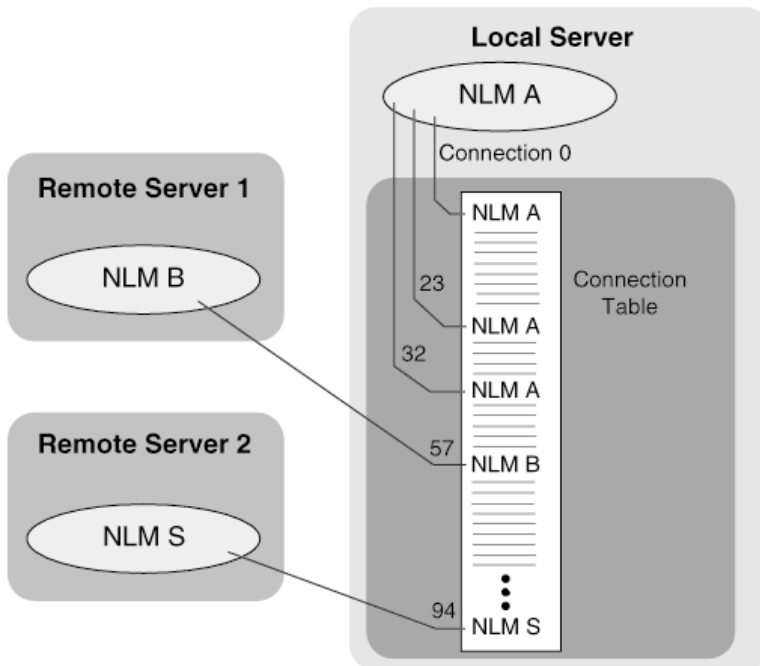 Local Server
NLM A
Connection 0
Remote Server 1
NLM B
Remote Server 2
NLM S
NLM A
23
NLM A
32
NLM A
57
NLM B
94
NLM S
Connection
Table